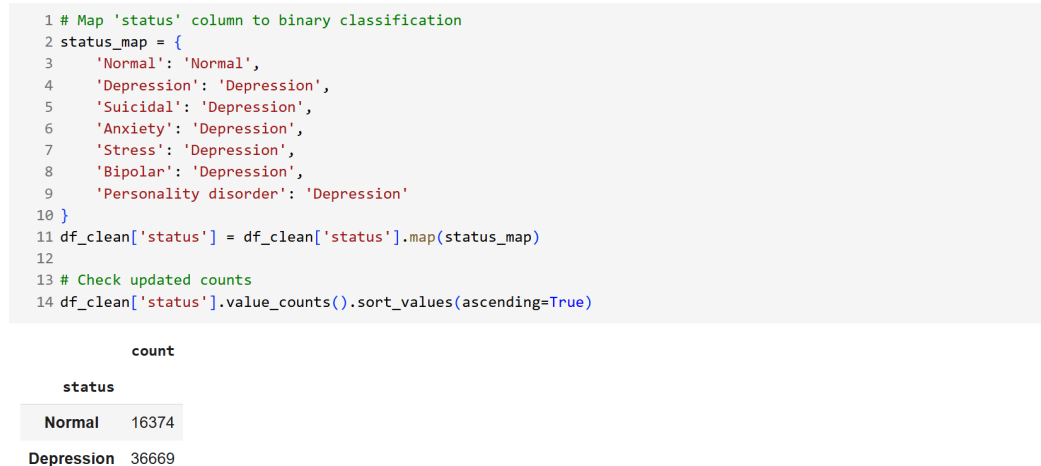 1 # Map 'status' column to binary classification
2 status_map = {
3     'Normal': 'Normal',
4     'Depression': 'Depression',
5     'Suicidal': 'Depression',
6     'Anxiety': 'Depression',
7     'Stress': 'Depression',
8     'Bipolar': 'Depression',
9     'Personality disorder': 'Depression'
10 }
11 df_clean['status'] = df_clean['status'].map(status_map)
12
13 # Check updated counts
14 df_clean['status'].value_counts().sort_values(ascending=True)
count
status
Normal 16374
Depression 36669